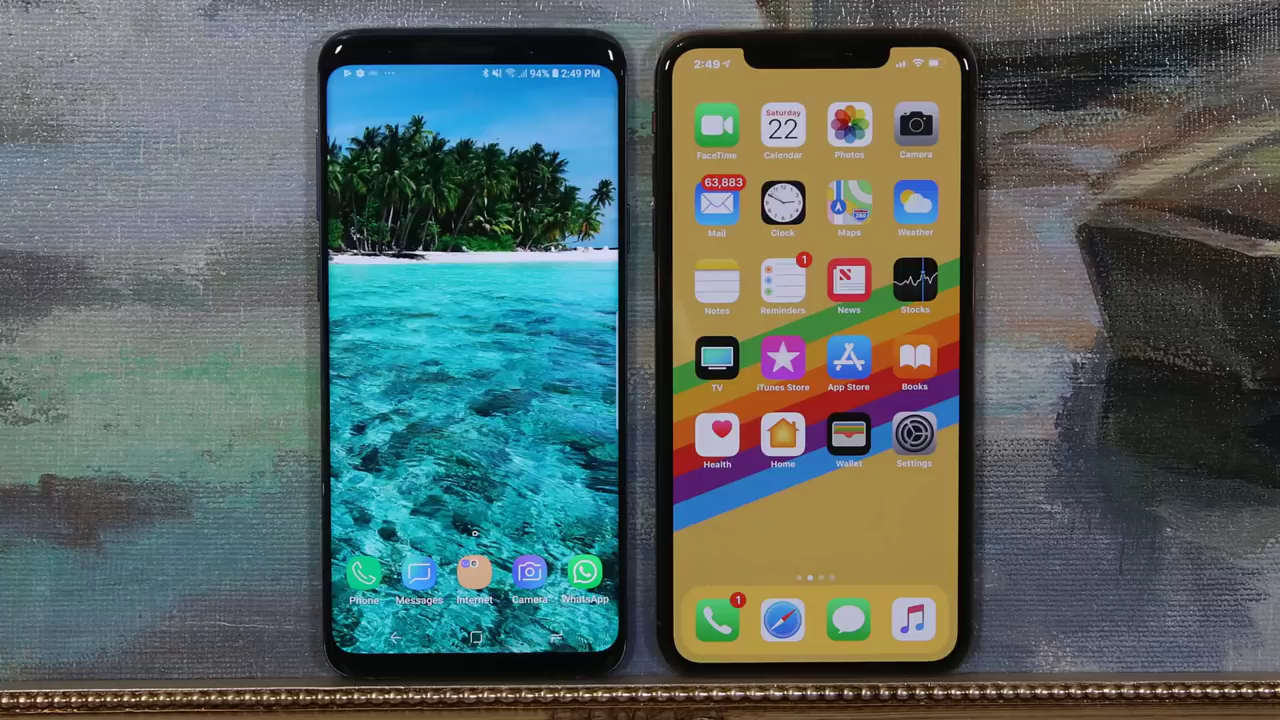 94% 2:49 PM
Phone Messages Internet Camera WhatsApp
2:49
Saturday
22
FaceTime Calendar Photos Camera
63,883
Mail Clock Maps Weather
280
1
Notes Reminders News Stocks
TV iTunes Store App Store Books
Health Home Wallet Settings
1